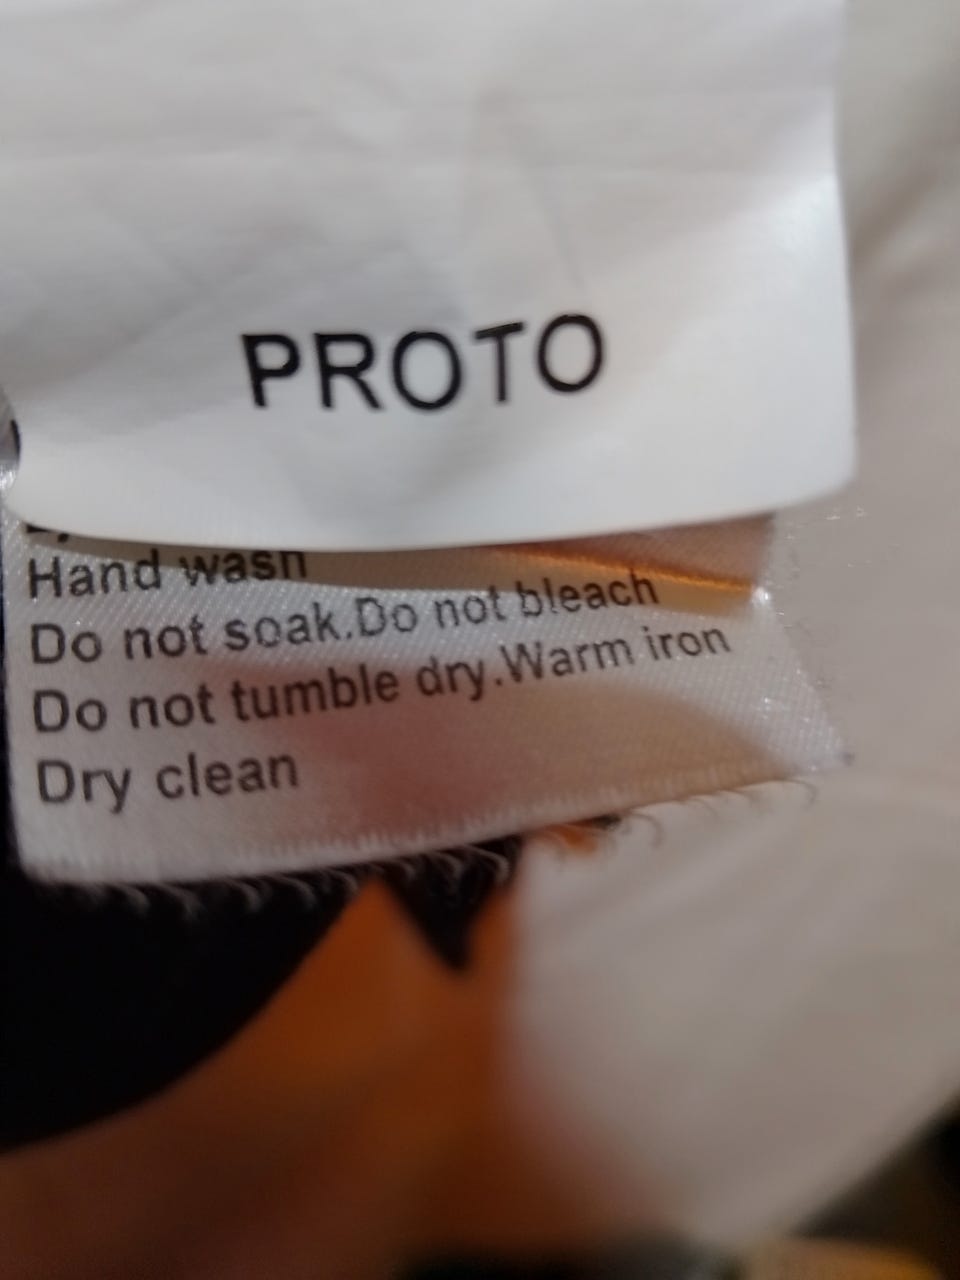 PROTO
Hand wash
Do not soak.Do not bleach
Do not tumble dry.Warm iron
Dry clean